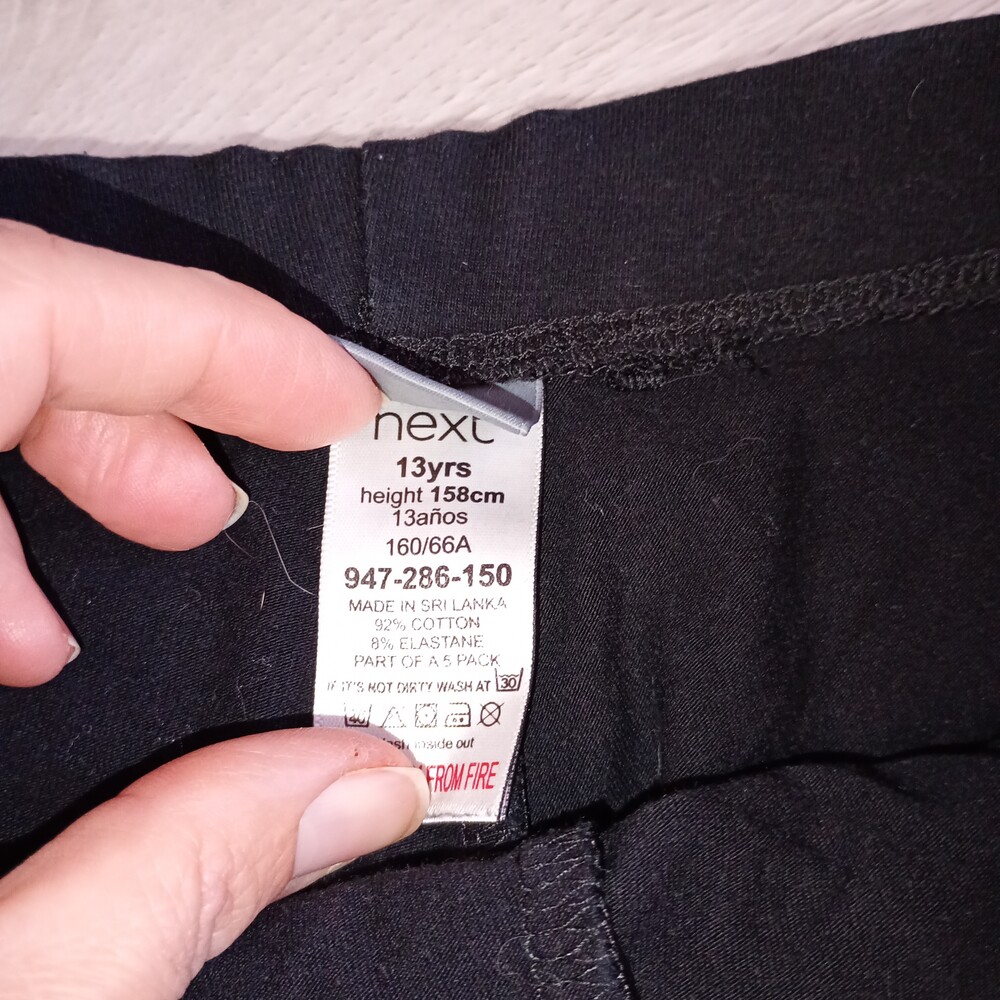 next
13yrs
height 158cm
13años
160/66A
947-286-150
MADE IN SRI LANKA
92% COTTON
8% ELASTANE
PART OF A 5 PACK
IF IT'S NOT DIRTY WASH AT 30
40
inside out
FROM FIRE